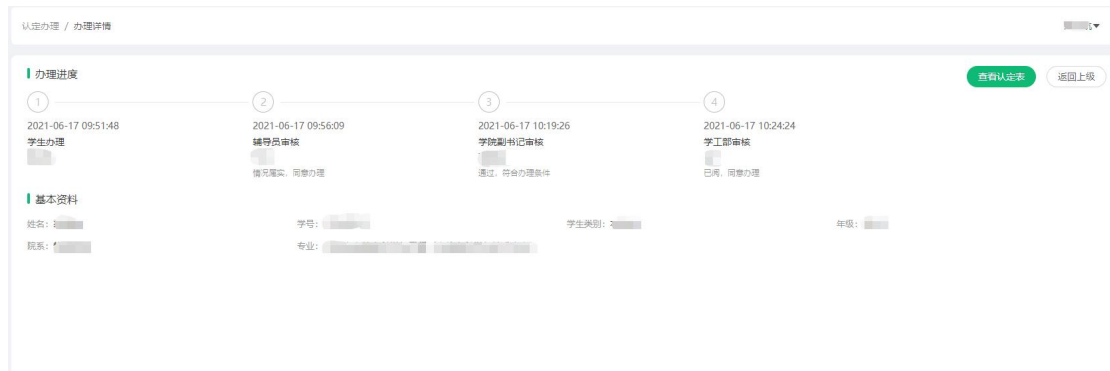 认定办理 / 办理详情
办理进度
查看认定表 返回上级
1 2 3 4
2021-06-17 09:51:48 2021-06-17 09:56:09 2021-06-17 10:19:26 2021-06-17 10:24:24
学生办理 辅导员审核 学院副书记审核 学工部审核
情况属实，同意办理 通过，符合办理条件 已阅，同意办理
基本资料
姓名： 学号： 学生类别： 年级：
院系： 专业：